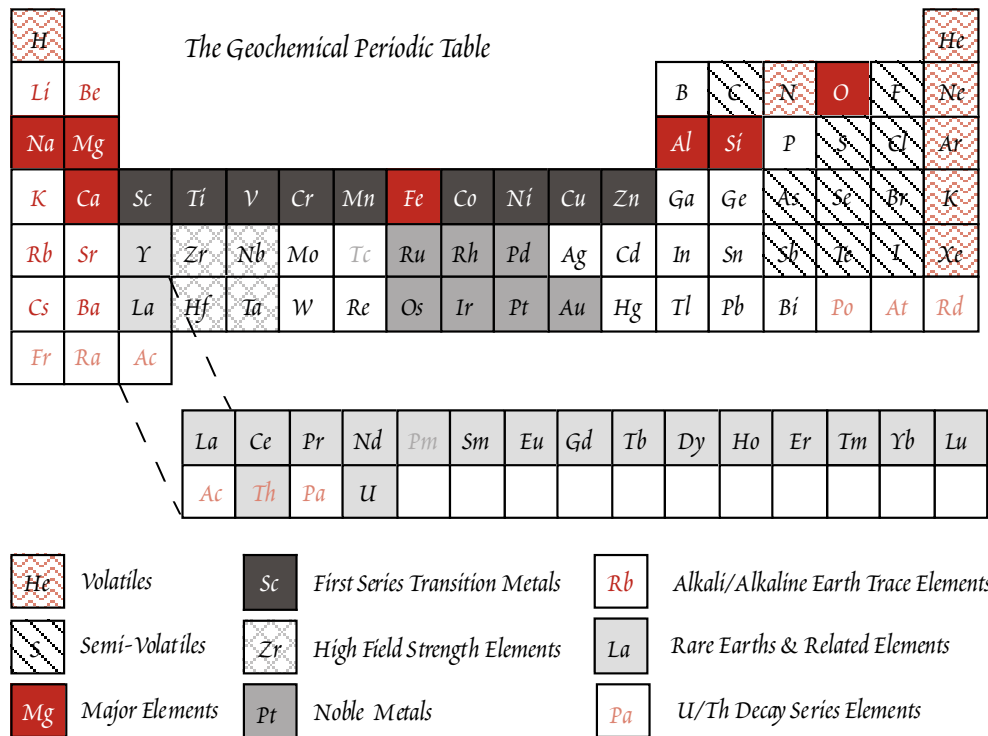 H The Geochemical Periodic Table He
Li Be B C N O F Ne
Na Mg Al Si P S Cl Ar
K Ca Sc Ti V Cr Mn Fe Co Ni Cu Zn Ga Ge As Se Br K
Rb Sr Y Zr Nb Mo Tc Ru Rh Pd Ag Cd In Sn Sb Te I Xe
Cs Ba La Hf Ta W Re Os Ir Pt Au Hg Tl Pb Bi Po At Rd
Fr Ra Ac
La Ce Pr Nd Pm Sm Eu Gd Tb Dy Ho Er Tm Yb Lu
Ac Th Pa U
He Volatiles Sc First Series Transition Metals Rb Alkali/Alkaline Earth Trace Elements
S Semi-Volatiles Zr High Field Strength Elements La Rare Earths & Related Elements
Mg Major Elements Pt Noble Metals Pa U/Th Decay Series Elements